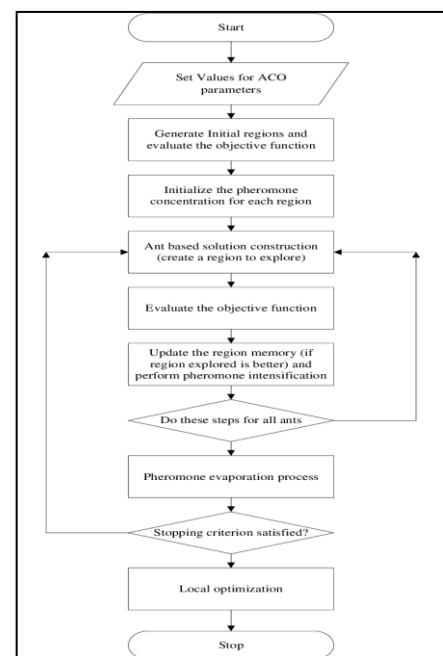 Start
Set Values for ACO
parameters
Generate Initial regions and
evaluate the objective function
Initialize the pheromone
concentration for each region
Ant based solution construction
(create a region to explore)
Evaluate the objective function
Update the region memory (if
region explored is better) and
perform pheromone intensification
Do these steps for all ants
Pheromone evaporation process
Stopping criterion satisfied?
Local optimization
Stop